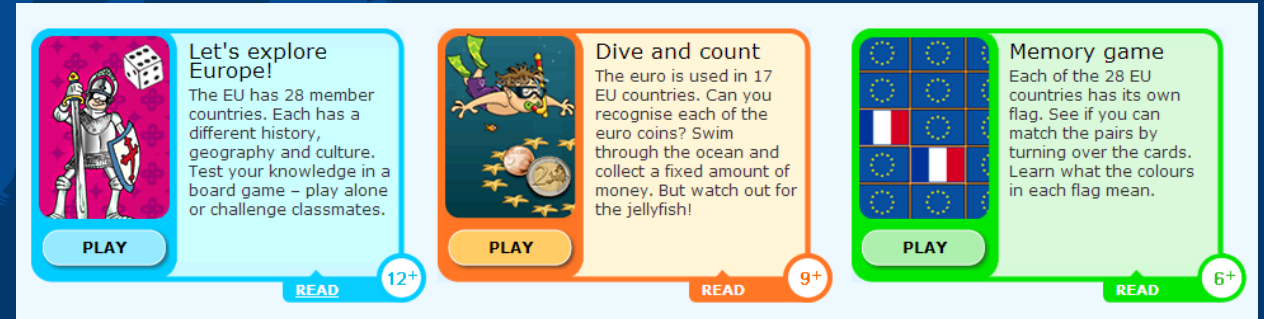 Let's explore
Europe!
The EU has 28 member
countries. Each has a
different history,
geography and culture.
Test your knowledge in a
board game – play alone
or challenge classmates.
PLAY
READ
12+
Dive and count
The euro is used in 17
EU countries. Can you
recognise each of the
euro coins? Swim
through the ocean and
collect a fixed amount of
money. But watch out for
the jellyfish!
2
PLAY
READ
9+
Memory game
Each of the 28 EU
countries has its own
flag. See if you can
match the pairs by
turning over the cards.
Learn what the colours
in each flag mean.
PLAY
READ
6+